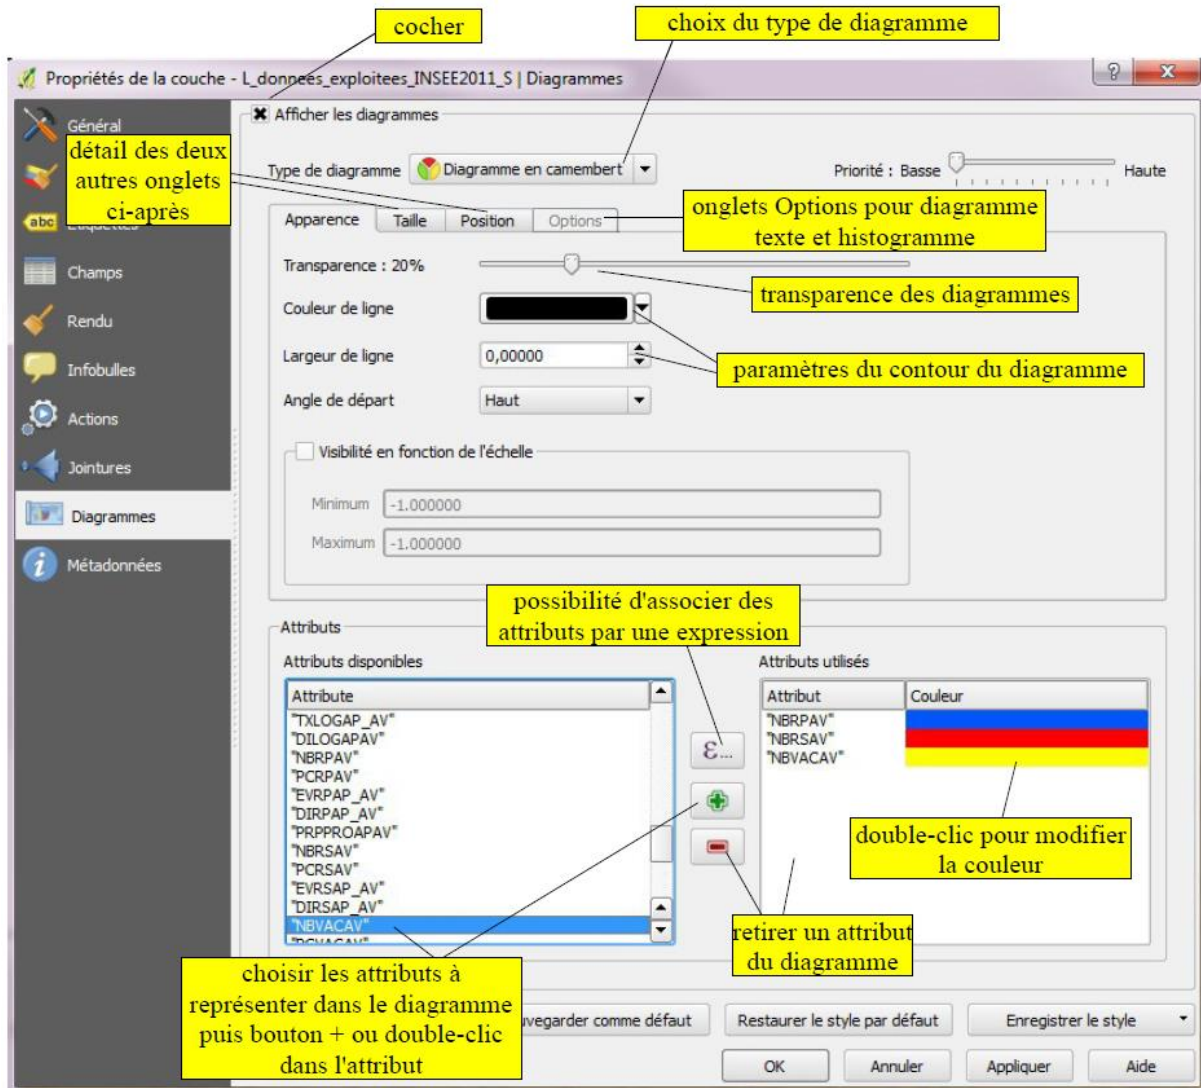 cocher
choix du type de diagramme
Propriétés de la couche - L_donnees_exploitees_INSEE2011_S | Diagrammes
Général
détail des deux
autres onglets
ci-après
abc
Champs
Rendu
Infobulles
Actions
Jointures
Diagrammes
Métadonnées
Afficher les diagrammes
Type de diagramme Diagramme en camembert
Priorité : Basse Haute
Apparence Taille Position Options
onglets Options pour diagramme
texte et histogramme
Transparence : 20%
transparence des diagrammes
Couleur de ligne
Largeur de ligne 0,00000
paramètres du contour du diagramme
Angle de départ Haut
Visibilité en fonction de l'échelle
Minimum -1.000000
Maximum -1.000000
possibilité d'associer des
attributs par une expression
Attributs
Attributs disponibles
Attribute
"TXLOGAP_AV"
"DILOGAPAV"
"NBRPAV"
"PCRPAV"
"EVRPAP_AV"
"DIRPAP_AV"
"PRPPROAPAV"
"NBRSAV"
"PCRSAV"
"EVRSAP_AV"
"DIRSAP_AV"
"NBVACAV"
"PCVACAV"
ε...
Attributs utilisés
Attribut Couleur
"NBRPAV"
"NBRSAV"
"NBVACAV"
double-clic pour modifier
la couleur
retirer un attribut
du diagramme
choisir les attributs à
représenter dans le diagramme
puis bouton + ou double-clic
dans l'attribut
uvegarder comme défaut
Restaurer le style par défaut
Enregistrer le style
OK
Annuler
Appliquer
Aide